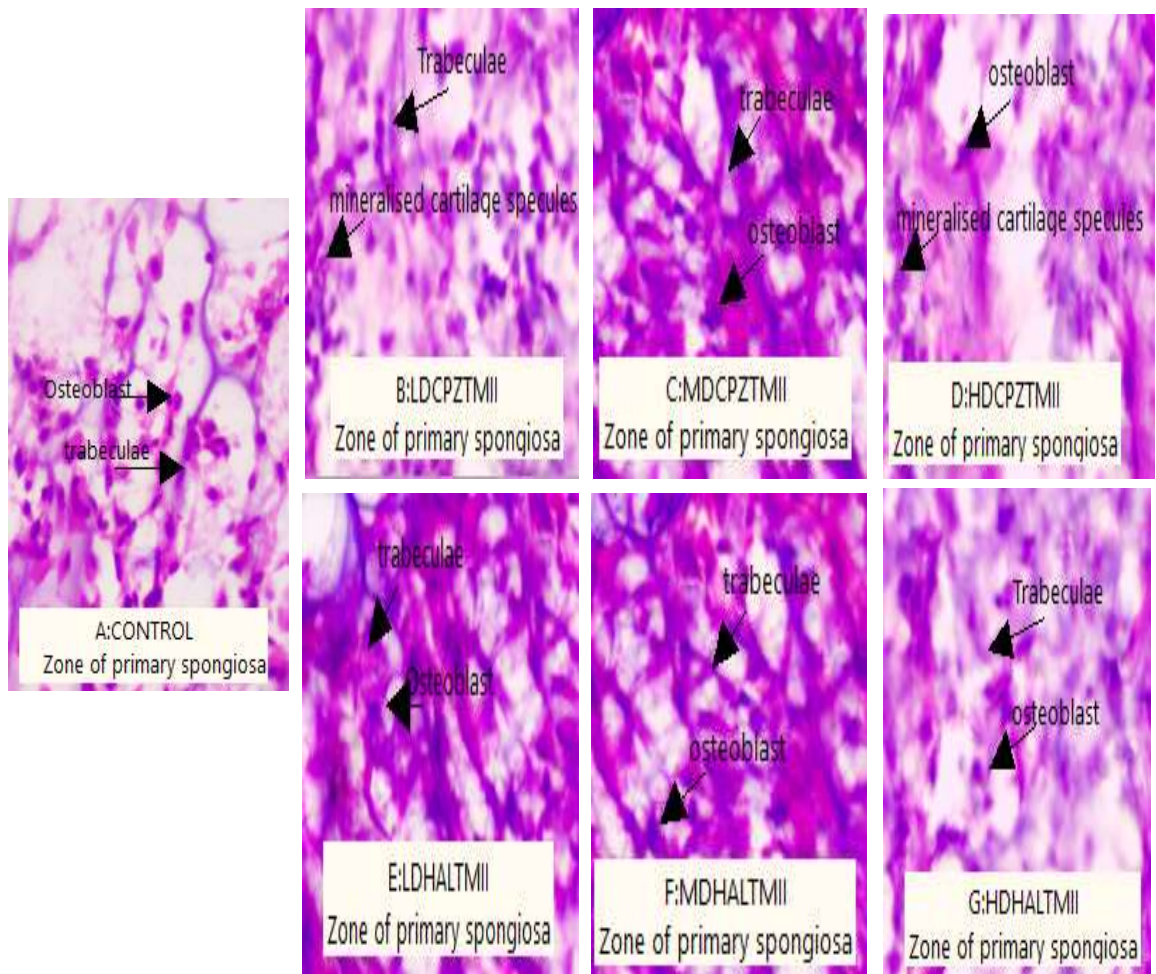 Osteoblast
trabeculae
A:CONTROL
Zone of primary spongiosa
Trabeculae
mineralised cartilage specules
B:LDCPZTMII
Zone of primary spongiosa
trabeculae
osteoblast
C:MDCPZTMII
Zone of primary spongiosa
osteoblast
mineralised cartilage specules
D:HDCPZTMII
Zone of primary spongiosa
trabeculae
Osteoblast
E:LDHALTMII
Zone of primary spongiosa
trabeculae
osteoblast
F:MDHALTMII
Zone of primary spongiosa
Trabeculae
osteoblast
G:HDHALTMII
Zone of primary spongiosa